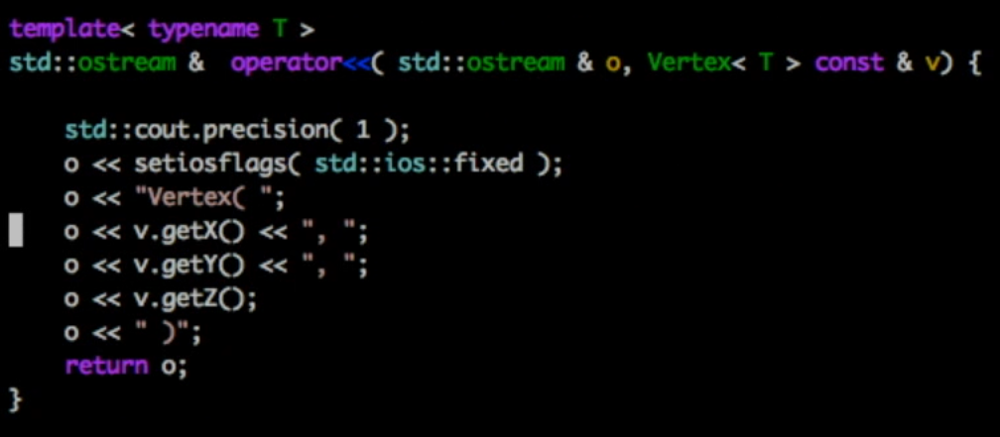 template< typename T >
std::ostream &  operator<<( std::ostream & o, Vertex< T > const & v) {
    std::cout.precision( 1 );
    o << setiosflags( std::ios::fixed );
    o << "Vertex( ";
    o << v.getX() << ", ";
    o << v.getY() << ", ";
    o << v.getZ();
    o << " )";
    return o;
}